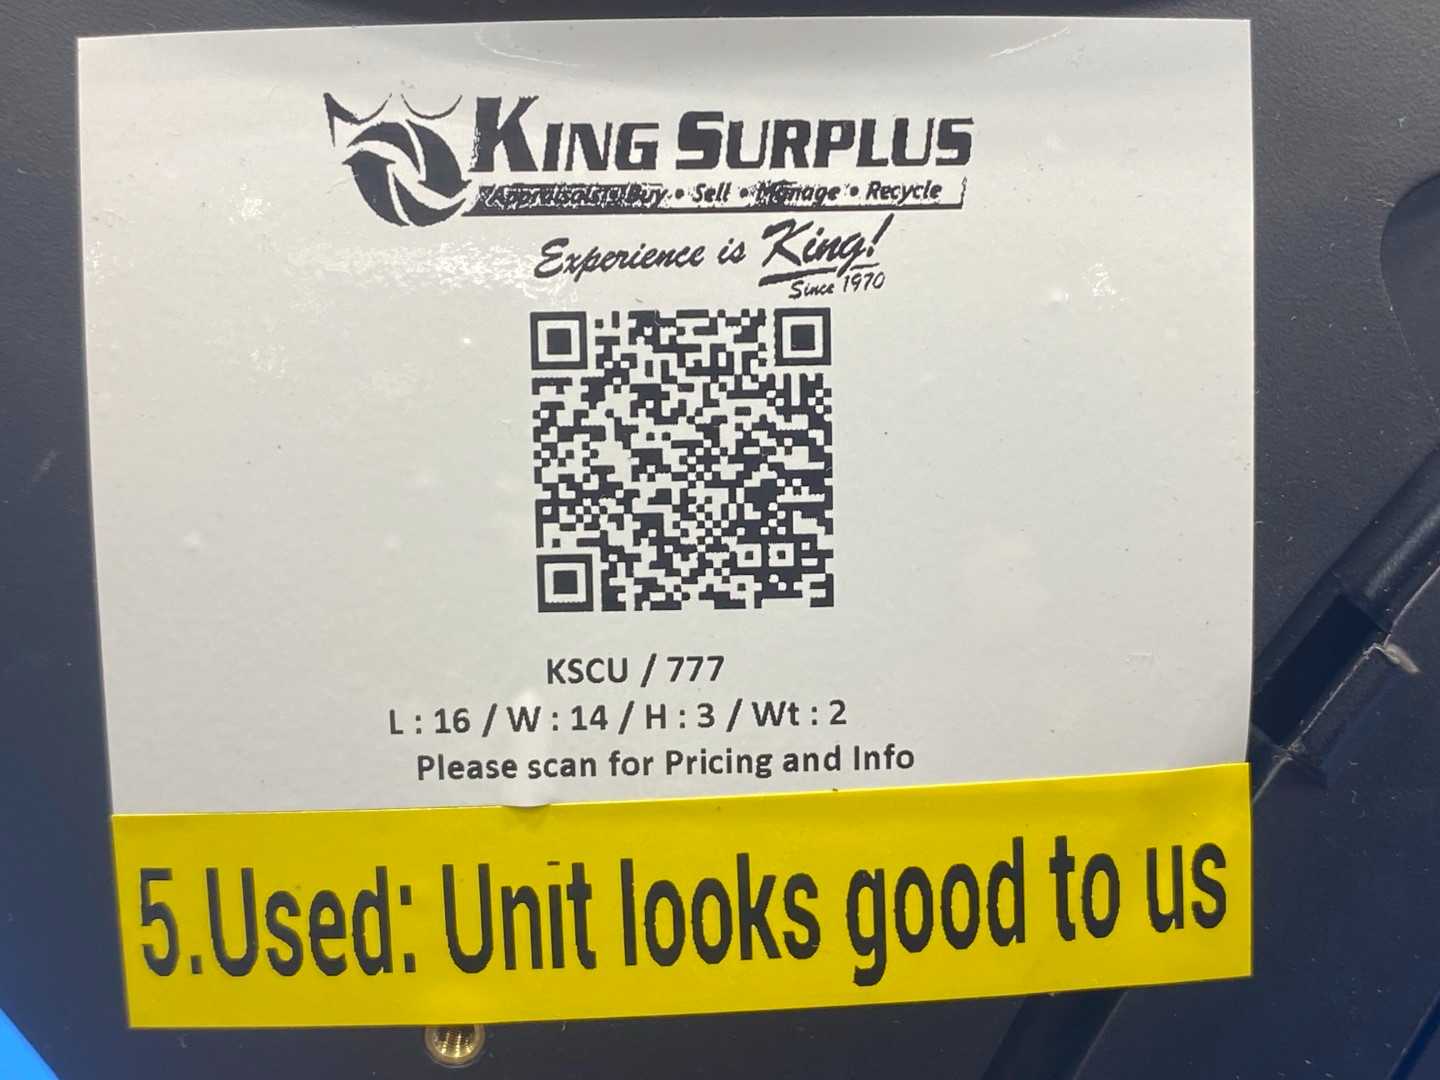 KING SURPLUS
Appraisals • Buy • Sell • Manage • Recycle
Experience is King!
Since 1970
KSCU / 777
L : 16 / W : 14 / H : 3 / Wt : 2
Please scan for Pricing and Info
5.Used: Unit looks good to us